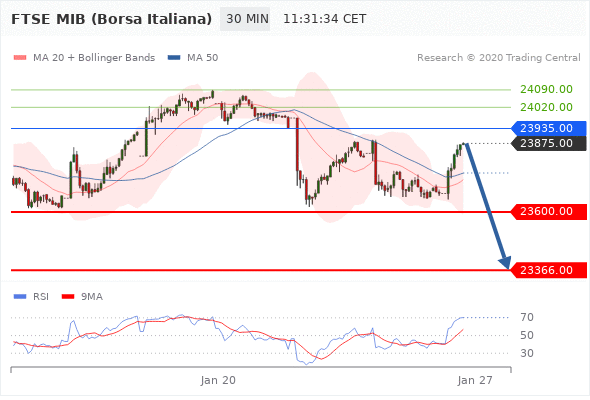 FTSE MIB (Borsa Italiana) 30 MIN 11:31:34 CET
MA 20 + Bollinger Bands MA 50 Research © 2020 Trading Central
24090.00
24020.00
23935.00
23875.00
23600.00
23366.00
RSI 9MA
70
50
30
Jan 20 Jan 27